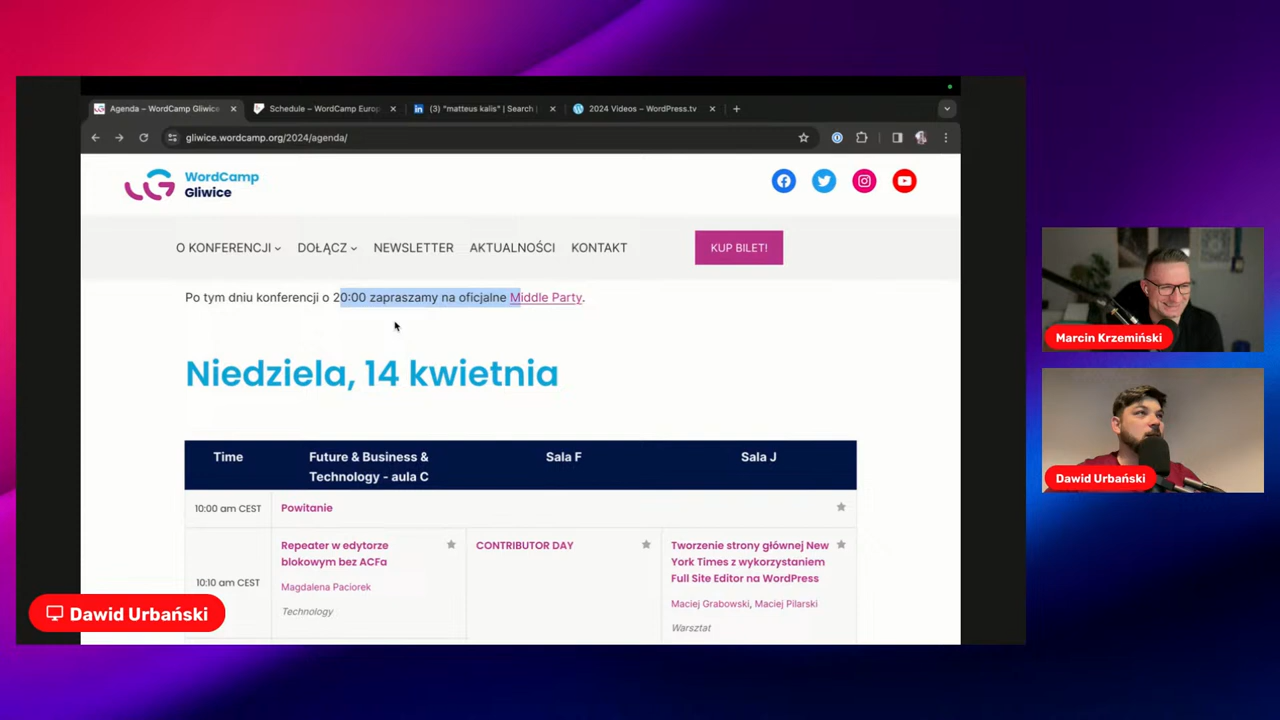 Agenda – WordCamp Gliwice
Schedule – WordCamp Europ
(3) "matteus kalis" | Search |
2024 Videos – WordPress.tv
gliwice.wordcamp.org/2024/agenda/
WordCamp
Gliwice
O KONFERENCJI
DOŁĄCZ
NEWSLETTER
AKTUALNOŚCI
KONTAKT
KUP BILET!
Po tym dniu konferencji o 20:00 zapraszamy na oficjalne Middle Party.
Niedziela, 14 kwietnia
Time
Future & Business &
Technology - aula C
Sala F
Sala J
10:00 am CEST
Powitanie
10:10 am CEST
Repeater w edytorze
blokowym bez ACFa
Magdalena Paciorek
Technology
CONTRIBUTOR DAY
Tworzenie strony głównej New
York Times z wykorzystaniem
Full Site Editor na WordPress
Maciej Grabowski, Maciej Pilarski
Warsztat
Dawid Urbański
Marcin Krzemiński
Dawid Urbański